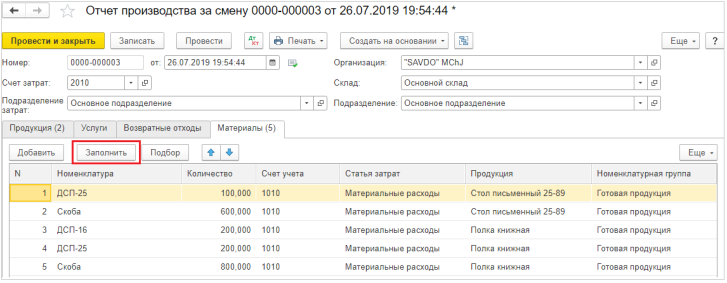 Отчет производства за смену 0000-000003 от 26.07.2019 19:54:44 *
Провести и закрыть Записать Провести Дт Кт Печать Создать на основании Еще ?
Номер: 0000-000003 от: 26.07.2019 19:54:44 Организация: "SAVDO" MChJ
Счет затрат: 2010 Склад: Основной склад
Подразделение затрат: Основное подразделение Подразделение: Основное подразделение
Продукция (2) Услуги Возвратные отходы Материалы (5)
Добавить Заполнить Подбор Еще
N Номенклатура Количество Счет учета Статья затрат Продукция Номенклатурная группа
1 ДСП-25 100,000 1010 Материальные расходы Стол письменный 25-89 Готовая продукция
2 Скоба 600,000 1010 Материальные расходы Стол письменный 25-89 Готовая продукция
3 ДСП-16 200,000 1010 Материальные расходы Полка книжная Готовая продукция
4 ДСП-25 200,000 1010 Материальные расходы Полка книжная Готовая продукция
5 Скоба 800,000 1010 Материальные расходы Полка книжная Готовая продукция